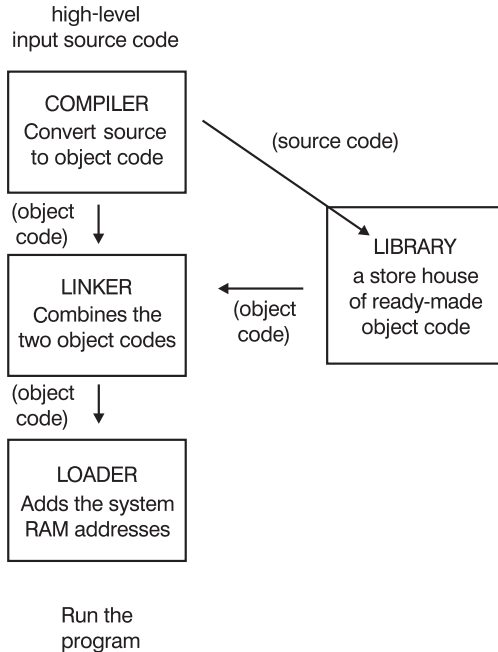 high-level
input source code
COMPILER
Convert source
to object code
(source code)
(object
code)
LIBRARY
a store house
of ready-made
object code
LINKER
Combines the
two object codes
(object
code)
(object
code)
LOADER
Adds the system
RAM addresses
Run the
program